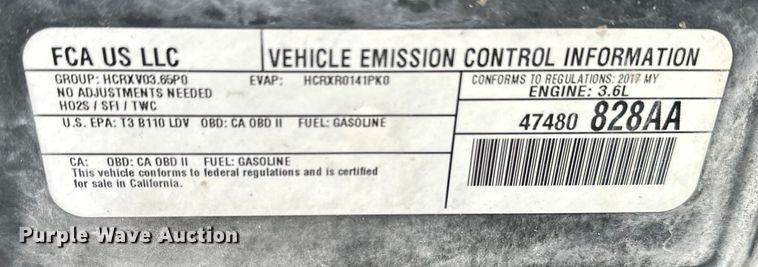 FCA US LLC
VEHICLE EMISSION CONTROL INFORMATION
GROUP: HCRXV03.65P0 EVAP: HCRXR0141PK0
NO ADJUSTMENTS NEEDED
HO2S / SFI / TWC
CONFORMS TO REGULATIONS: 2017 MY
ENGINE: 3.6L
U.S. EPA: T3 B110 LDV OBD: CA OBD II FUEL: GASOLINE
47480 828AA
CA: OBD: CA OBD II FUEL: GASOLINE
This vehicle conforms to federal regulations and is certified
for sale in California.
Purple Wave Auction